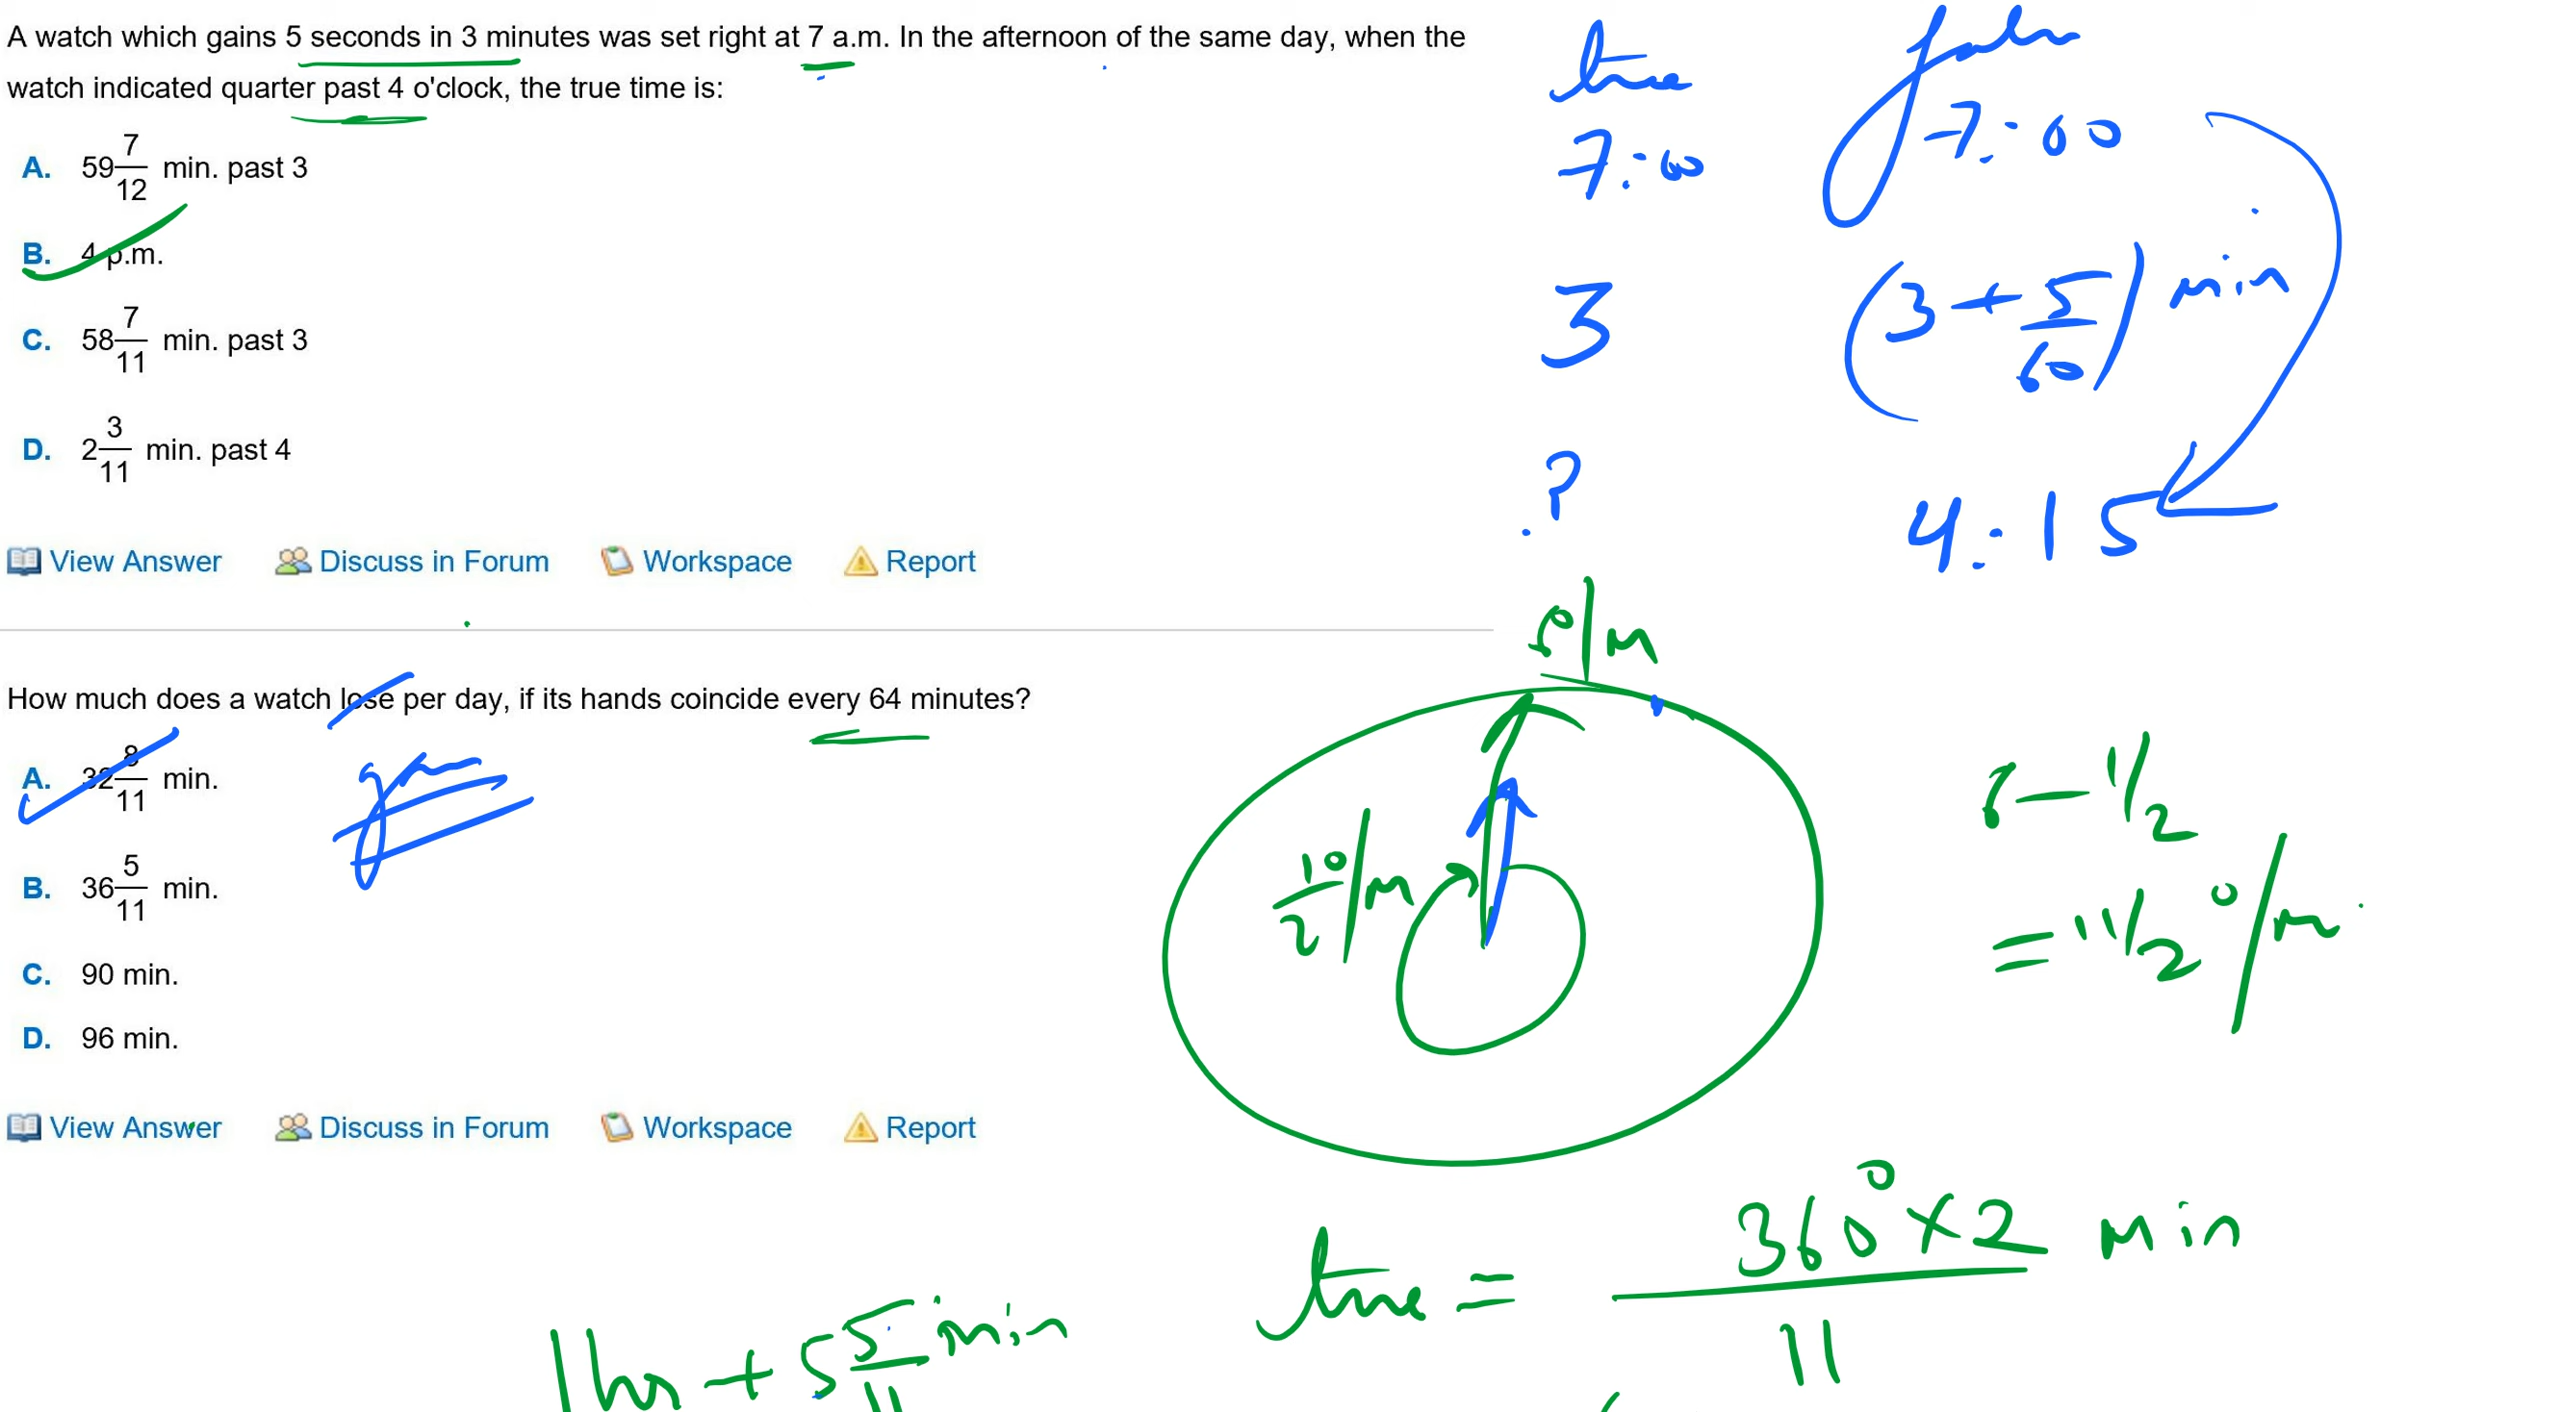 A watch which gains 5 seconds in 3 minutes was set right at 7 a.m. In the afternoon of the same day, when the
watch indicated quarter past 4 o'clock, the true time is:
A. 59 7/12 min. past 3
B. 4 p.m.
C. 58 7/11 min. past 3
D. 2 3/11 min. past 4
View Answer Discuss in Forum Workspace Report
How much does a watch lose per day, if its hands coincide every 64 minutes?
A. 32 8/11 min.
B. 36 5/11 min.
C. 90 min.
D. 96 min.
View Answer Discuss in Forum Workspace Report
true
7:00 7:00
3 (3+5/60) min
? 4:15
1°/2/m
= 11/2°/m
time = 360°×2/11 min
1hr + 5 5/11 min